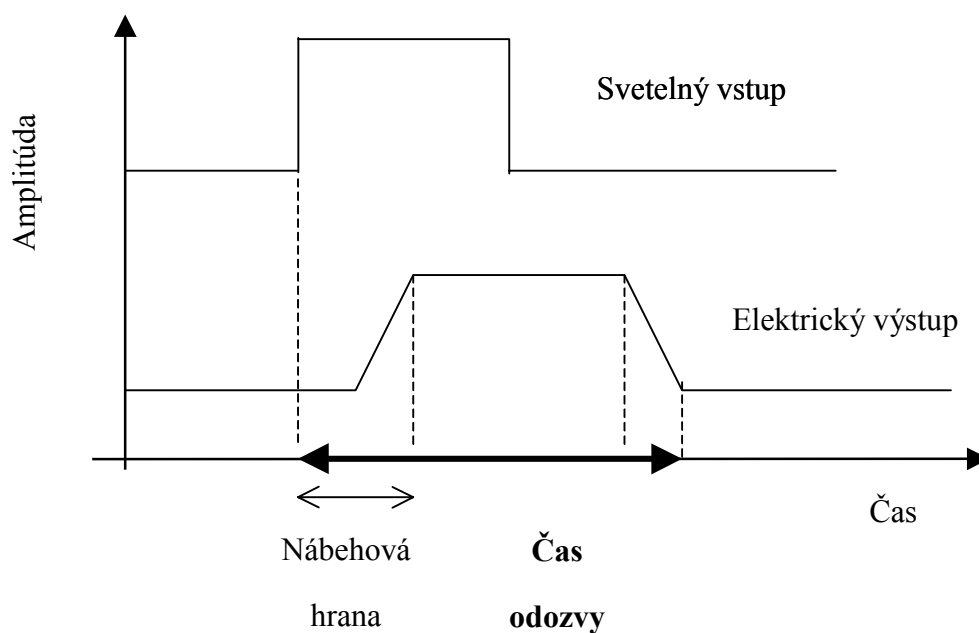 Amplitúda
Svetelný vstup
Elektrický výstup
Čas
Nábehová
hrana
Čas
odozvy